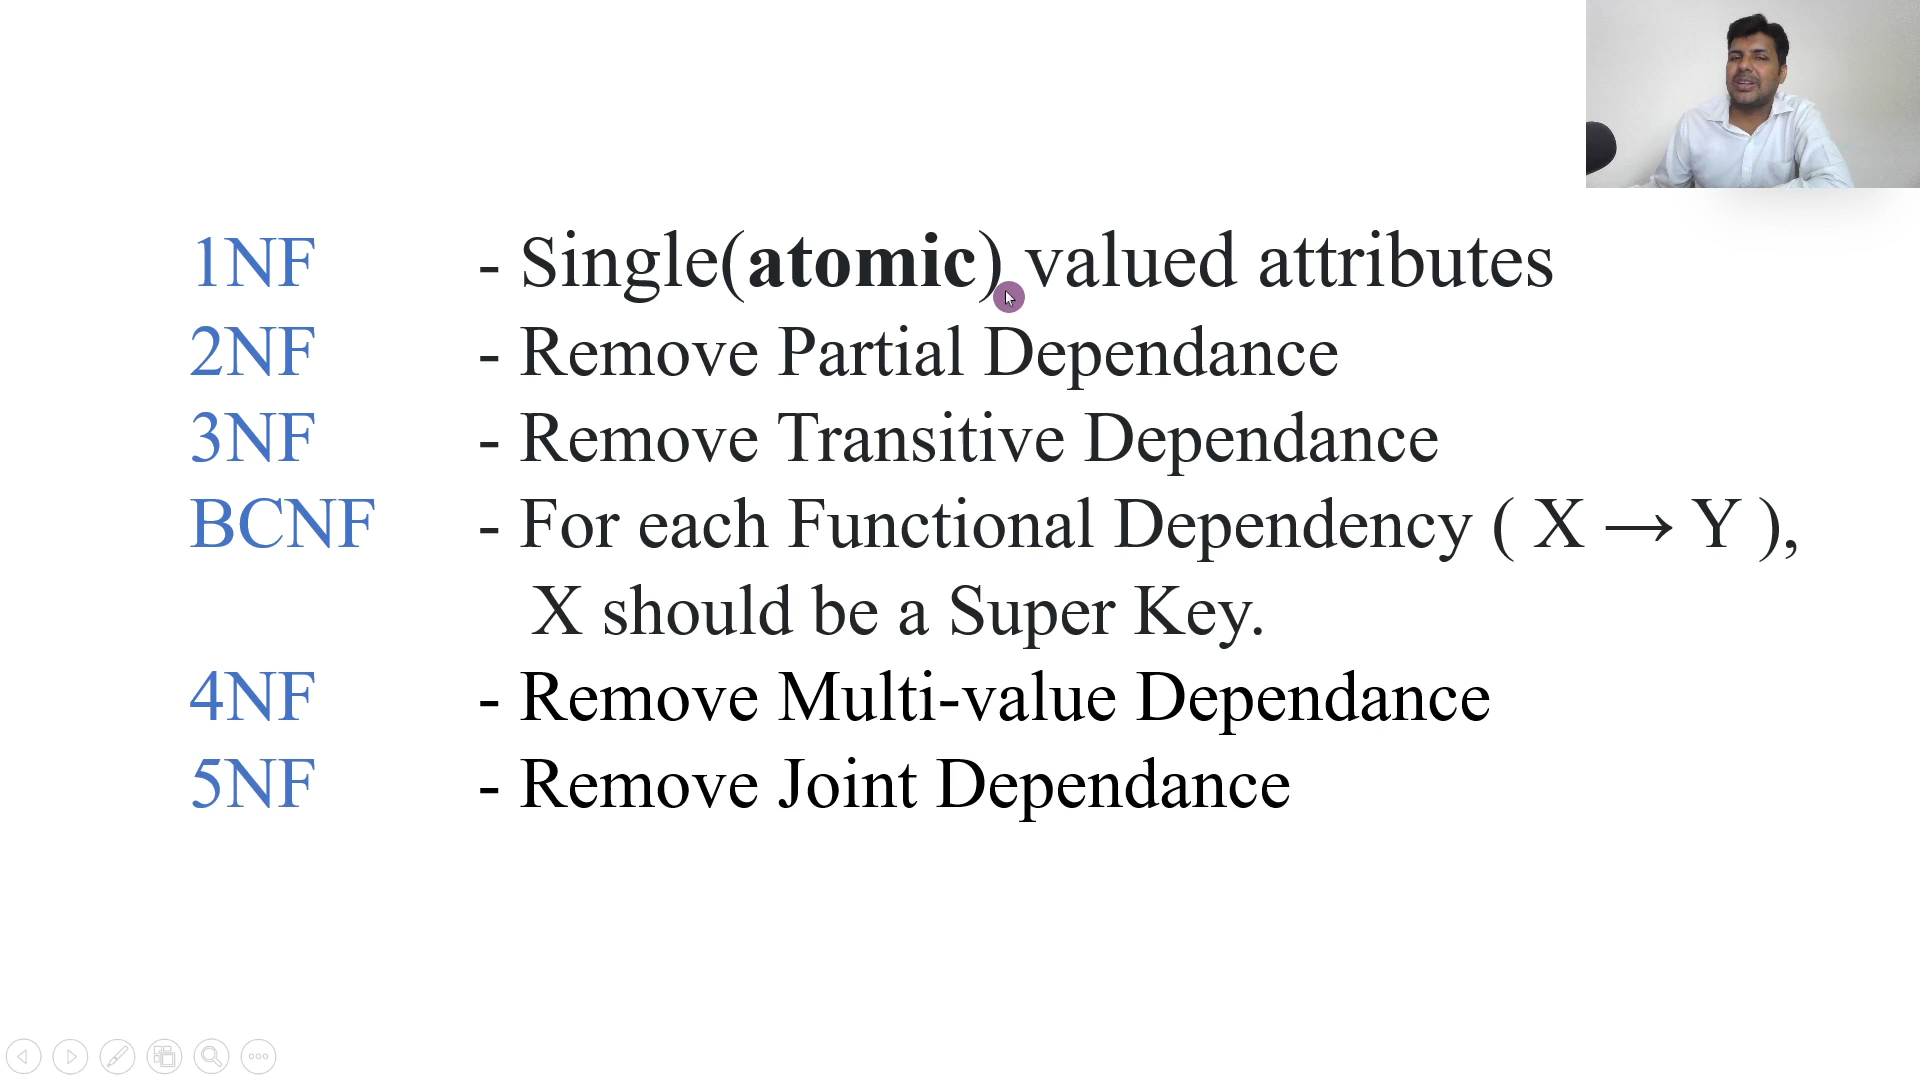 1NF - Single(atomic) valued attributes
2NF - Remove Partial Dependance
3NF - Remove Transitive Dependance
BCNF - For each Functional Dependency ( X → Y ),
X should be a Super Key.
4NF - Remove Multi-value Dependance
5NF - Remove Joint Dependance